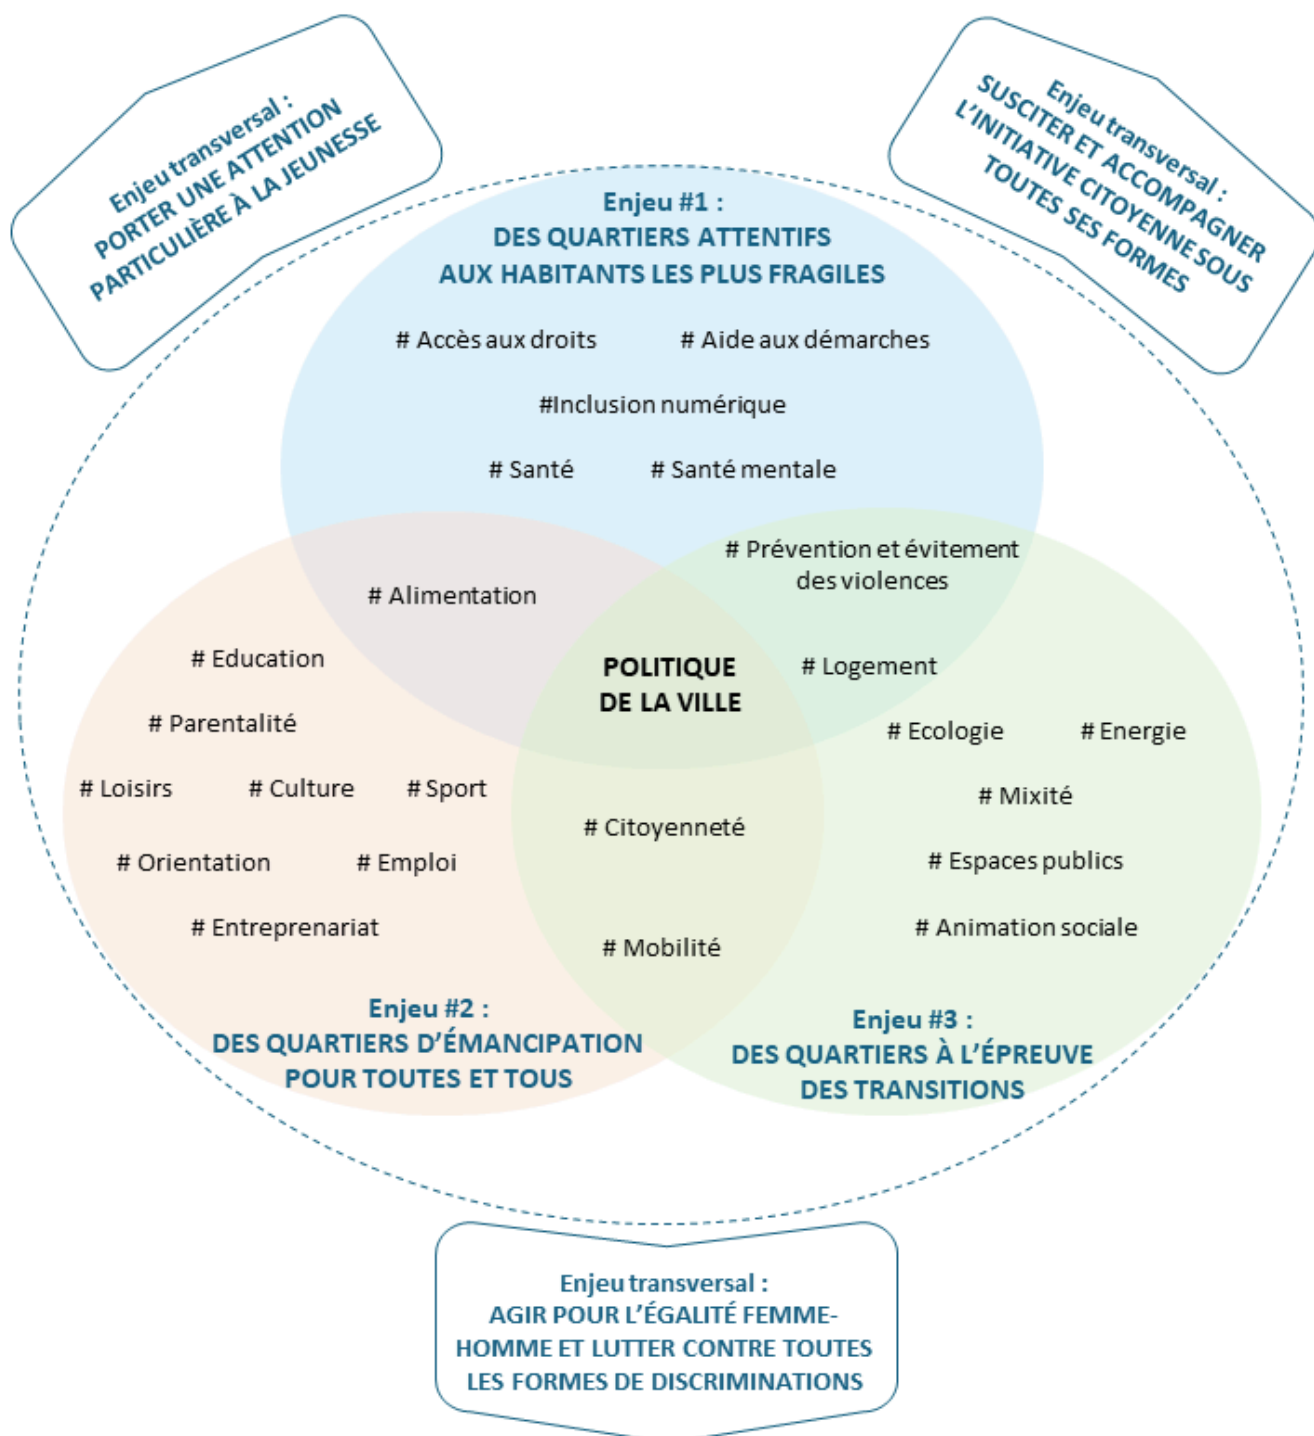 Enjeu transversal :
PORTER UNE ATTENTION
PARTICULIÈRE À LA JEUNESSE
Enjeu transversal :
SUSCITER ET ACCOMPAGNER
L'INITIATIVE CITOYENNE SOUS
TOUTES SES FORMES
Enjeu #1 :
DES QUARTIERS ATTENTIFS
AUX HABITANTS LES PLUS FRAGILES
# Accès aux droits
# Aide aux démarches
#Inclusion numérique
# Santé
# Santé mentale
# Prévention et évitement
des violences
# Alimentation
# Logement
POLITIQUE
DE LA VILLE
# Education
# Parentalité
# Loisirs
# Culture
# Sport
# Orientation
# Emploi
# Entreprenariat
# Citoyenneté
# Mobilité
# Ecologie
# Energie
# Mixité
# Espaces publics
# Animation sociale
Enjeu #2 :
DES QUARTIERS D'ÉMANCIPATION
POUR TOUTES ET TOUS
Enjeu #3 :
DES QUARTIERS À L'ÉPREUVE
DES TRANSITIONS
Enjeu transversal :
AGIR POUR L'ÉGALITÉ FEMME-
HOMME ET LUTTER CONTRE TOUTES
LES FORMES DE DISCRIMINATIONS